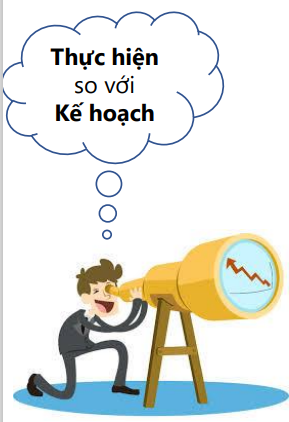 Thực hiện
so với
Kế hoạch